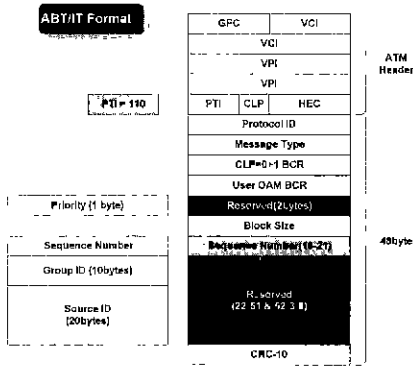 ABT/IT Format
GFC VCI
VCI
VPI
VPI
ATM
Header
PTI = 110
PTI CLP HEC
Protocol ID
Message Type
CLP=0+1 BCR
User OAM BCR
Priority (1 byte)
Reserved(2bytes)
Block Size
48byte
Sequence Number
Sequence Number(18-21)
Group ID (10bytes)
Source ID
(20bytes)
Reserved
CRC-10